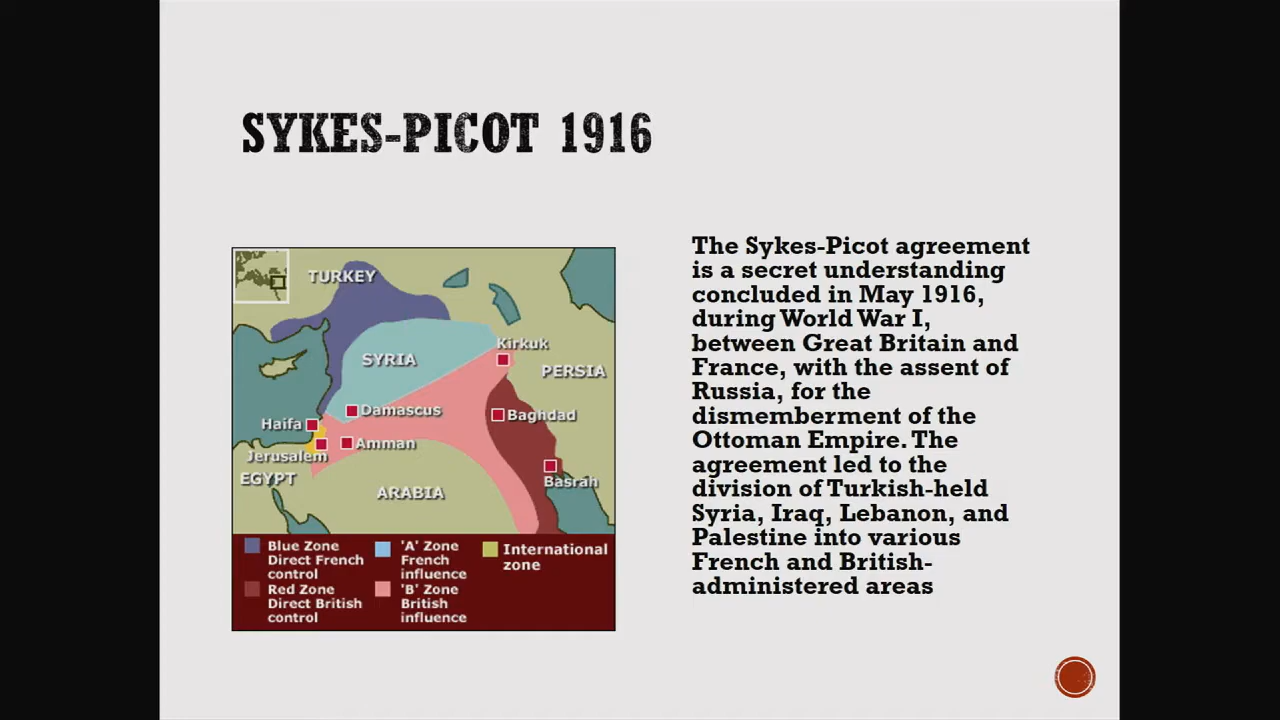 SYKES-PICOT 1916
TURKEY
SYRIA
Kirkuk
PERSIA
Damascus
Haifa
Baghdad
Amman
Jerusalem
EGYPT
Basrah
ARABIA
Blue Zone
Direct French
control
Red Zone
Direct British
control
'A' Zone
French
influence
'B' Zone
British
influence
International
zone
The Sykes-Picot agreement
is a secret understanding
concluded in May 1916,
during World War I,
between Great Britain and
France, with the assent of
Russia, for the
dismemberment of the
Ottoman Empire. The
agreement led to the
division of Turkish-held
Syria, Iraq, Lebanon, and
Palestine into various
French and British-
administered areas